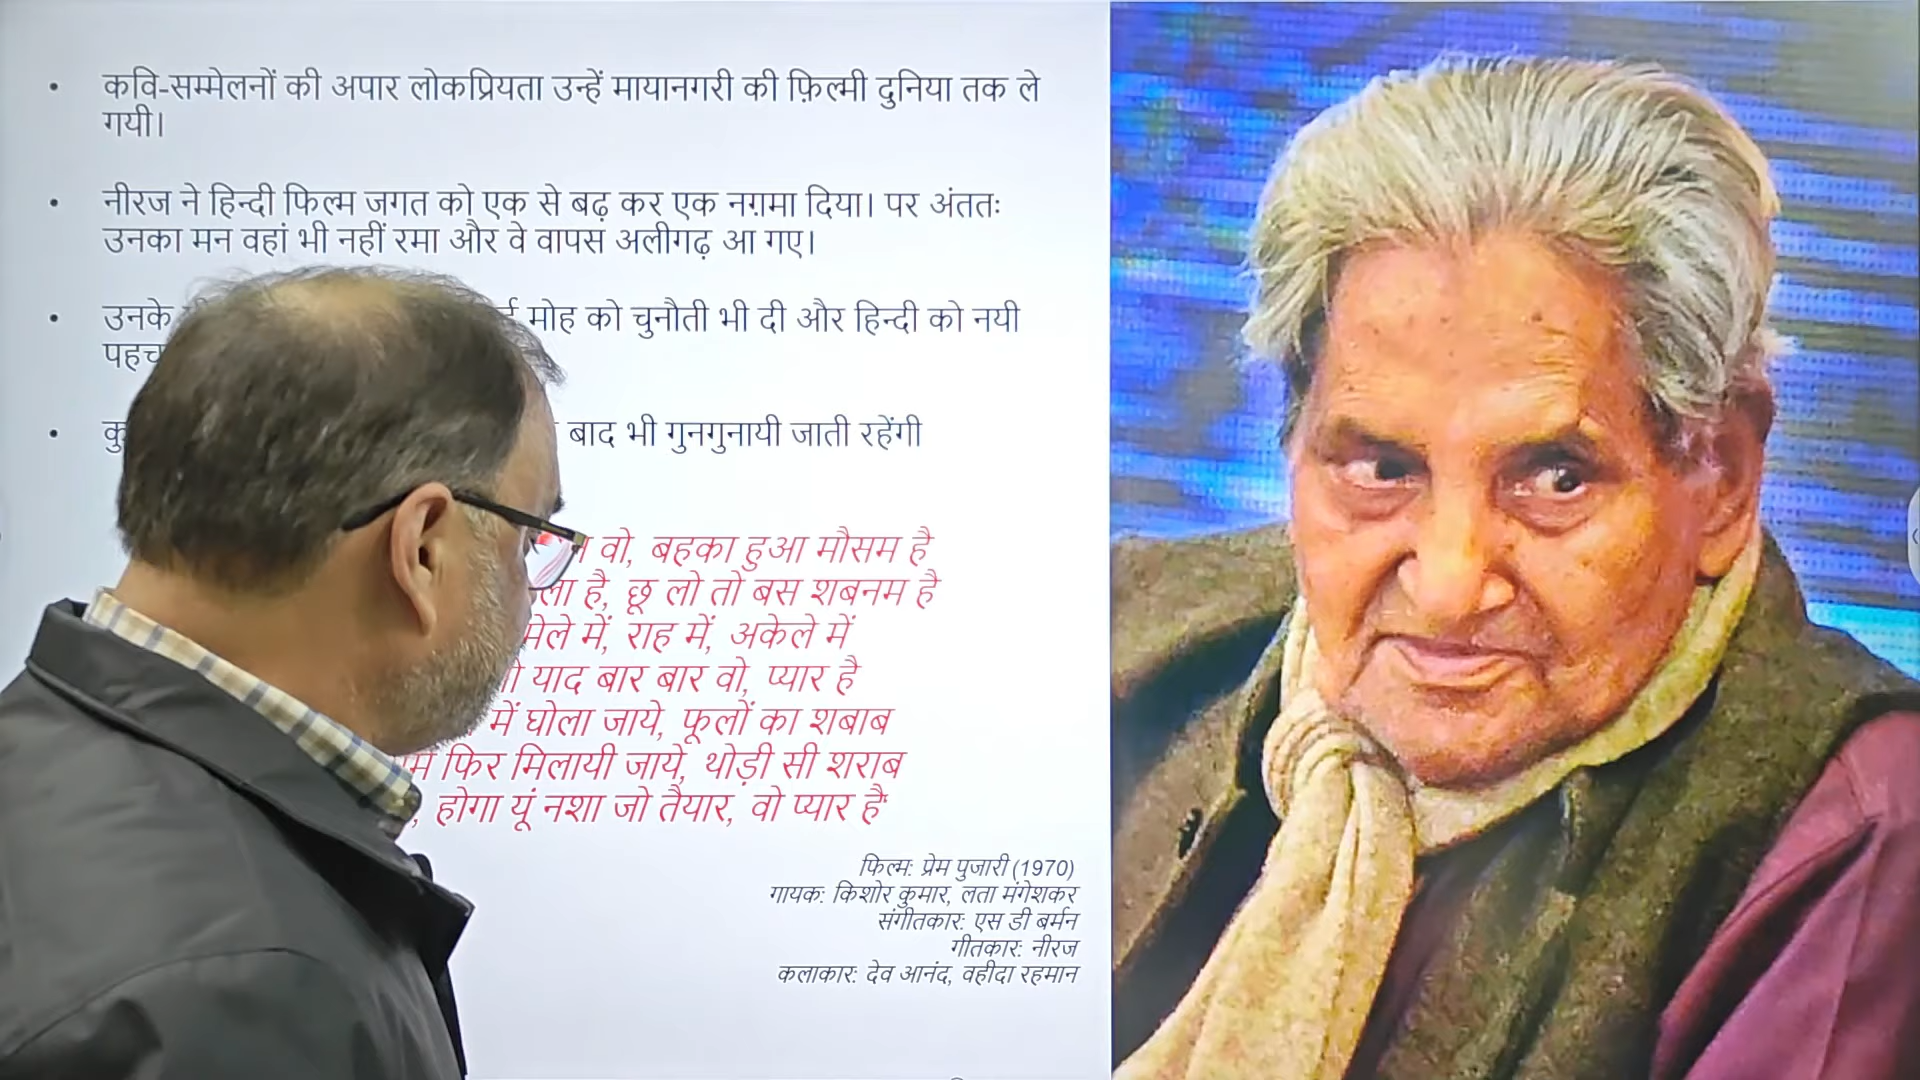 कवि-सम्मेलनों की अपार लोकप्रियता उन्हें मायानगरी की फ़िल्मी दुनिया तक ले
गयी।
नीरज ने हिन्दी फिल्म जगत को एक से बढ़ कर एक नग़मा दिया। पर अंततः
उनका मन वहां भी नहीं रमा और वे वापस अलीगढ़ आ गए।
उनके मोह को चुनौती भी दी और हिन्दी को नयी
बाद भी गुनगुनायी जाती रहेंगी
वो, बहका हुआ मौसम है
है, छू लो तो बस शबनम है
में, राह में, अकेले में
याद बार बार वो, प्यार है
में घोला जाये, फूलों का शबाब
फिर मिलायी जाये, थोड़ी सी शराब
होगा यूं नशा जो तैयार, वो प्यार है'
फिल्म: प्रेम पुजारी (1970)
गायक: किशोर कुमार, लता मंगेशकर
संगीतकार: एस डी बर्मन
गीतकार: नीरज
कलाकार: देव आनंद, वहीदा रहमान